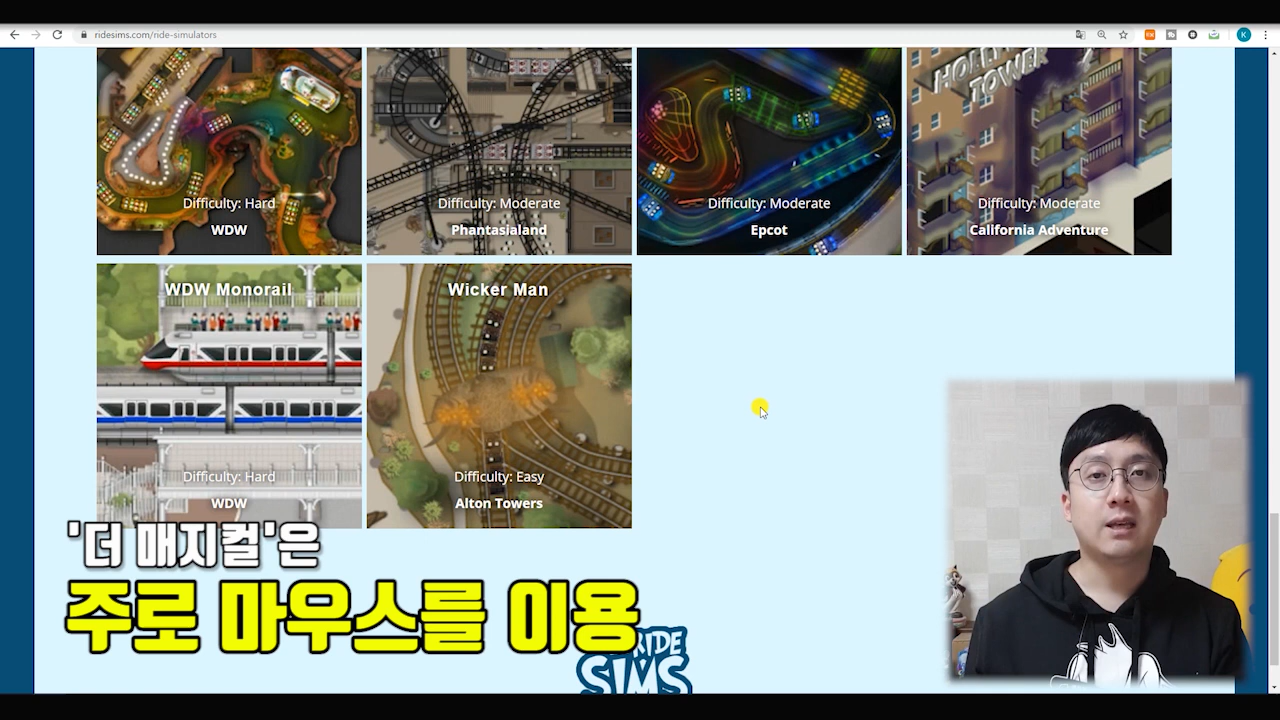 ridesims.com/ride-simulators
K
HOLLYWOOD
TOWER
Difficulty: Hard
WDW
Difficulty: Moderate
Phantasialand
Difficulty: Moderate
Epcot
Difficulty: Moderate
California Adventure
WDW Monorail
Difficulty: Hard
WDW
Wicker Man
Difficulty: Easy
Alton Towers
'더 매지컬'은
주로 마우스를 이용
RIDE
SIMS